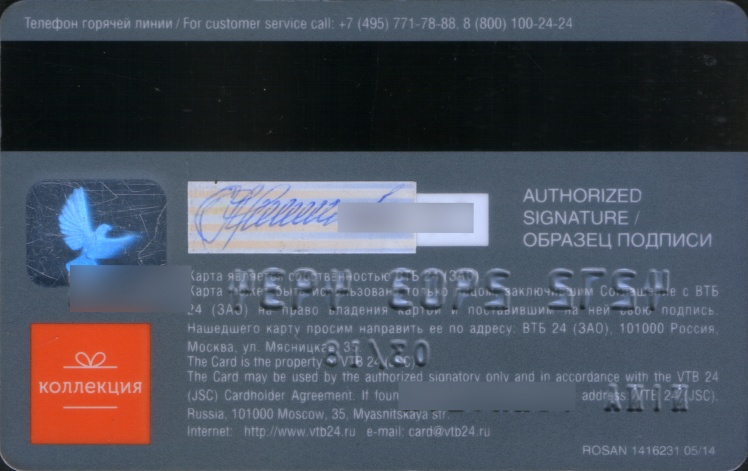 Телефон горячей линии / For customer service call: +7 (495) 771-78-88, 8 (800) 100-24-24
AUTHORIZED
SIGNATURE /
ОБРАЗЕЦ ПОДПИСИ
Карта является собственностью ВТБ 24 (ЗАО).
Карта может быть использована только лицом, заключившим Соглашение с ВТБ
24 (ЗАО) на право владения картой и поставившим на ней свою подпись.
Нашедшего карту просим направить ее по адресу: ВТБ 24 (ЗАО), 101000 Россия,
Москва, ул. Мясницкая, 35.
The Card is the property of VTB 24 (JSC).
The Card may be used by the authorized signatory only and in accordance with the VTB 24
(JSC) Cardholder Agreement. If address VTB 24 (JSC).
Russia, 101000 Moscow, 35, Myasnitskaya str.
Internet: http://www.vtb24.ru e-mail: card@vtb24.ru
КОЛЛЕКЦИЯ
ROSAN 1416231 05/14